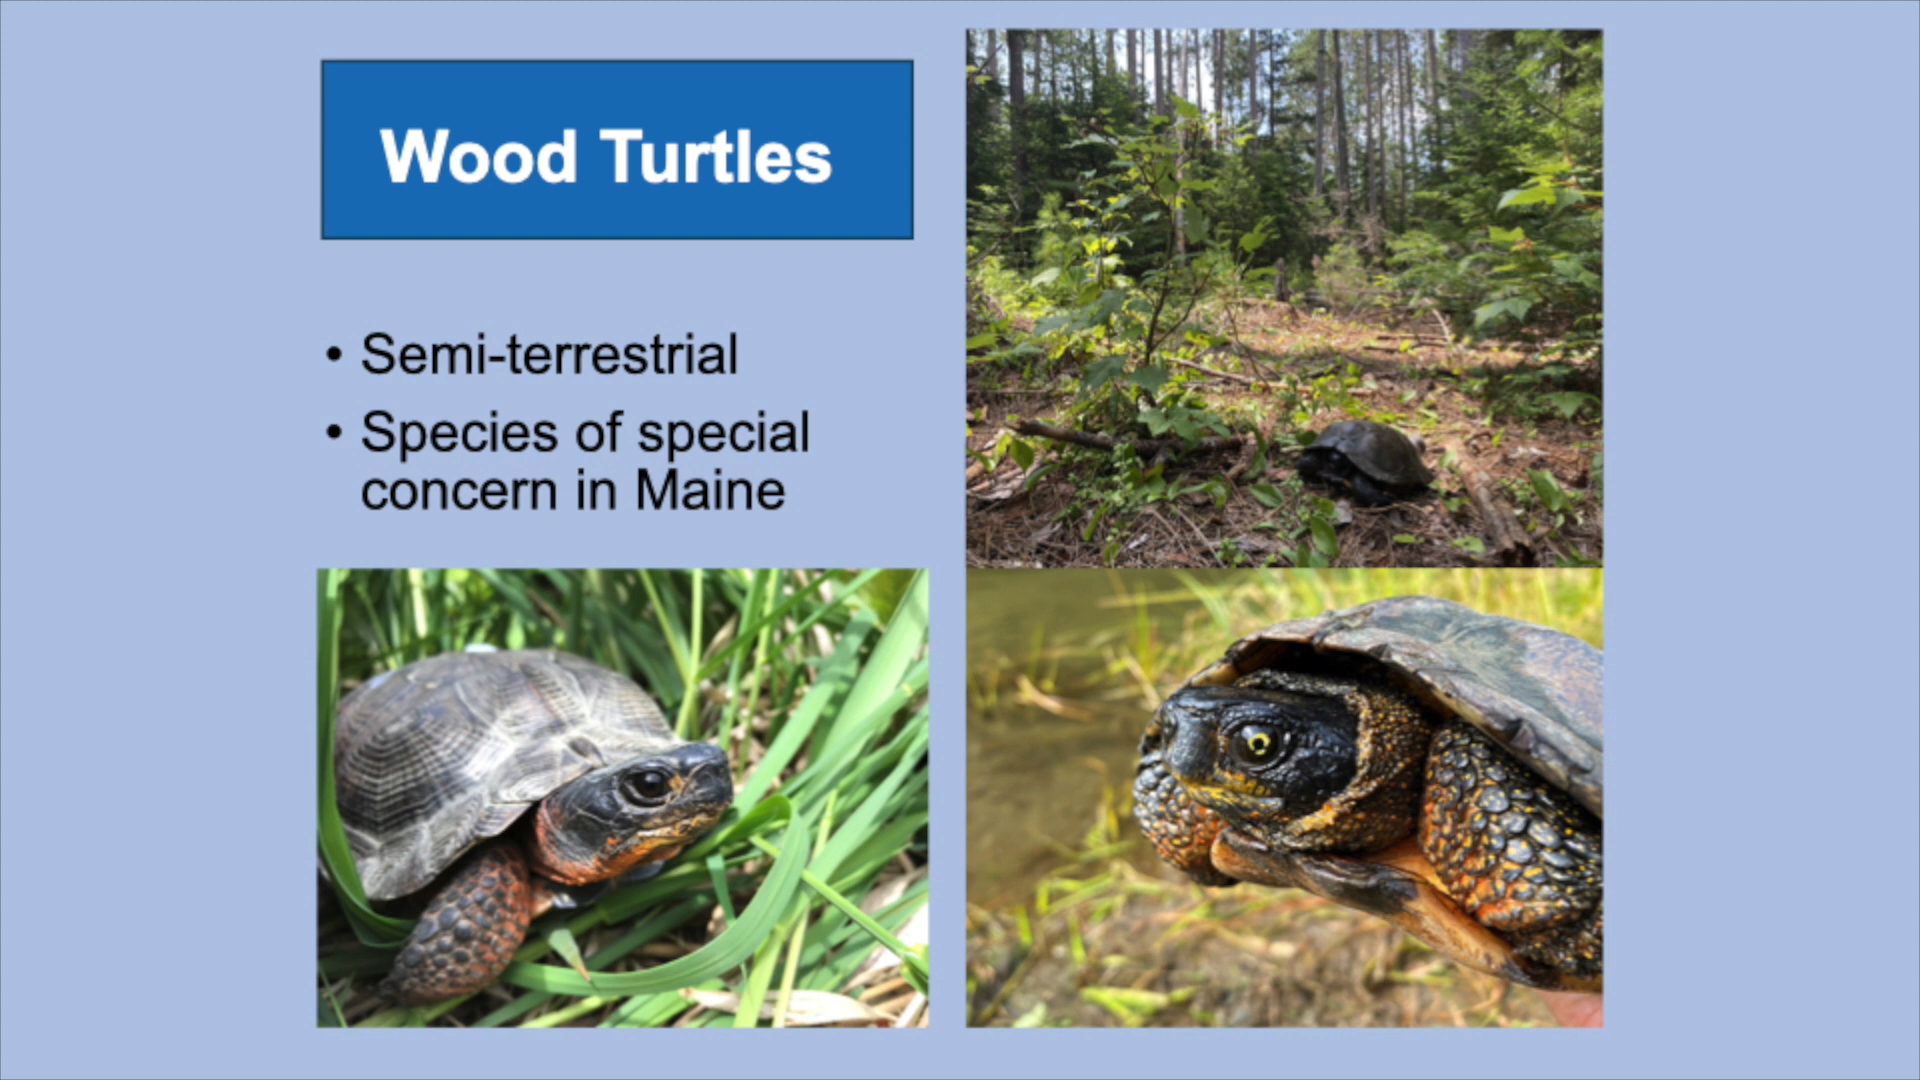 Wood Turtles
• Semi-terrestrial
• Species of special
concern in Maine